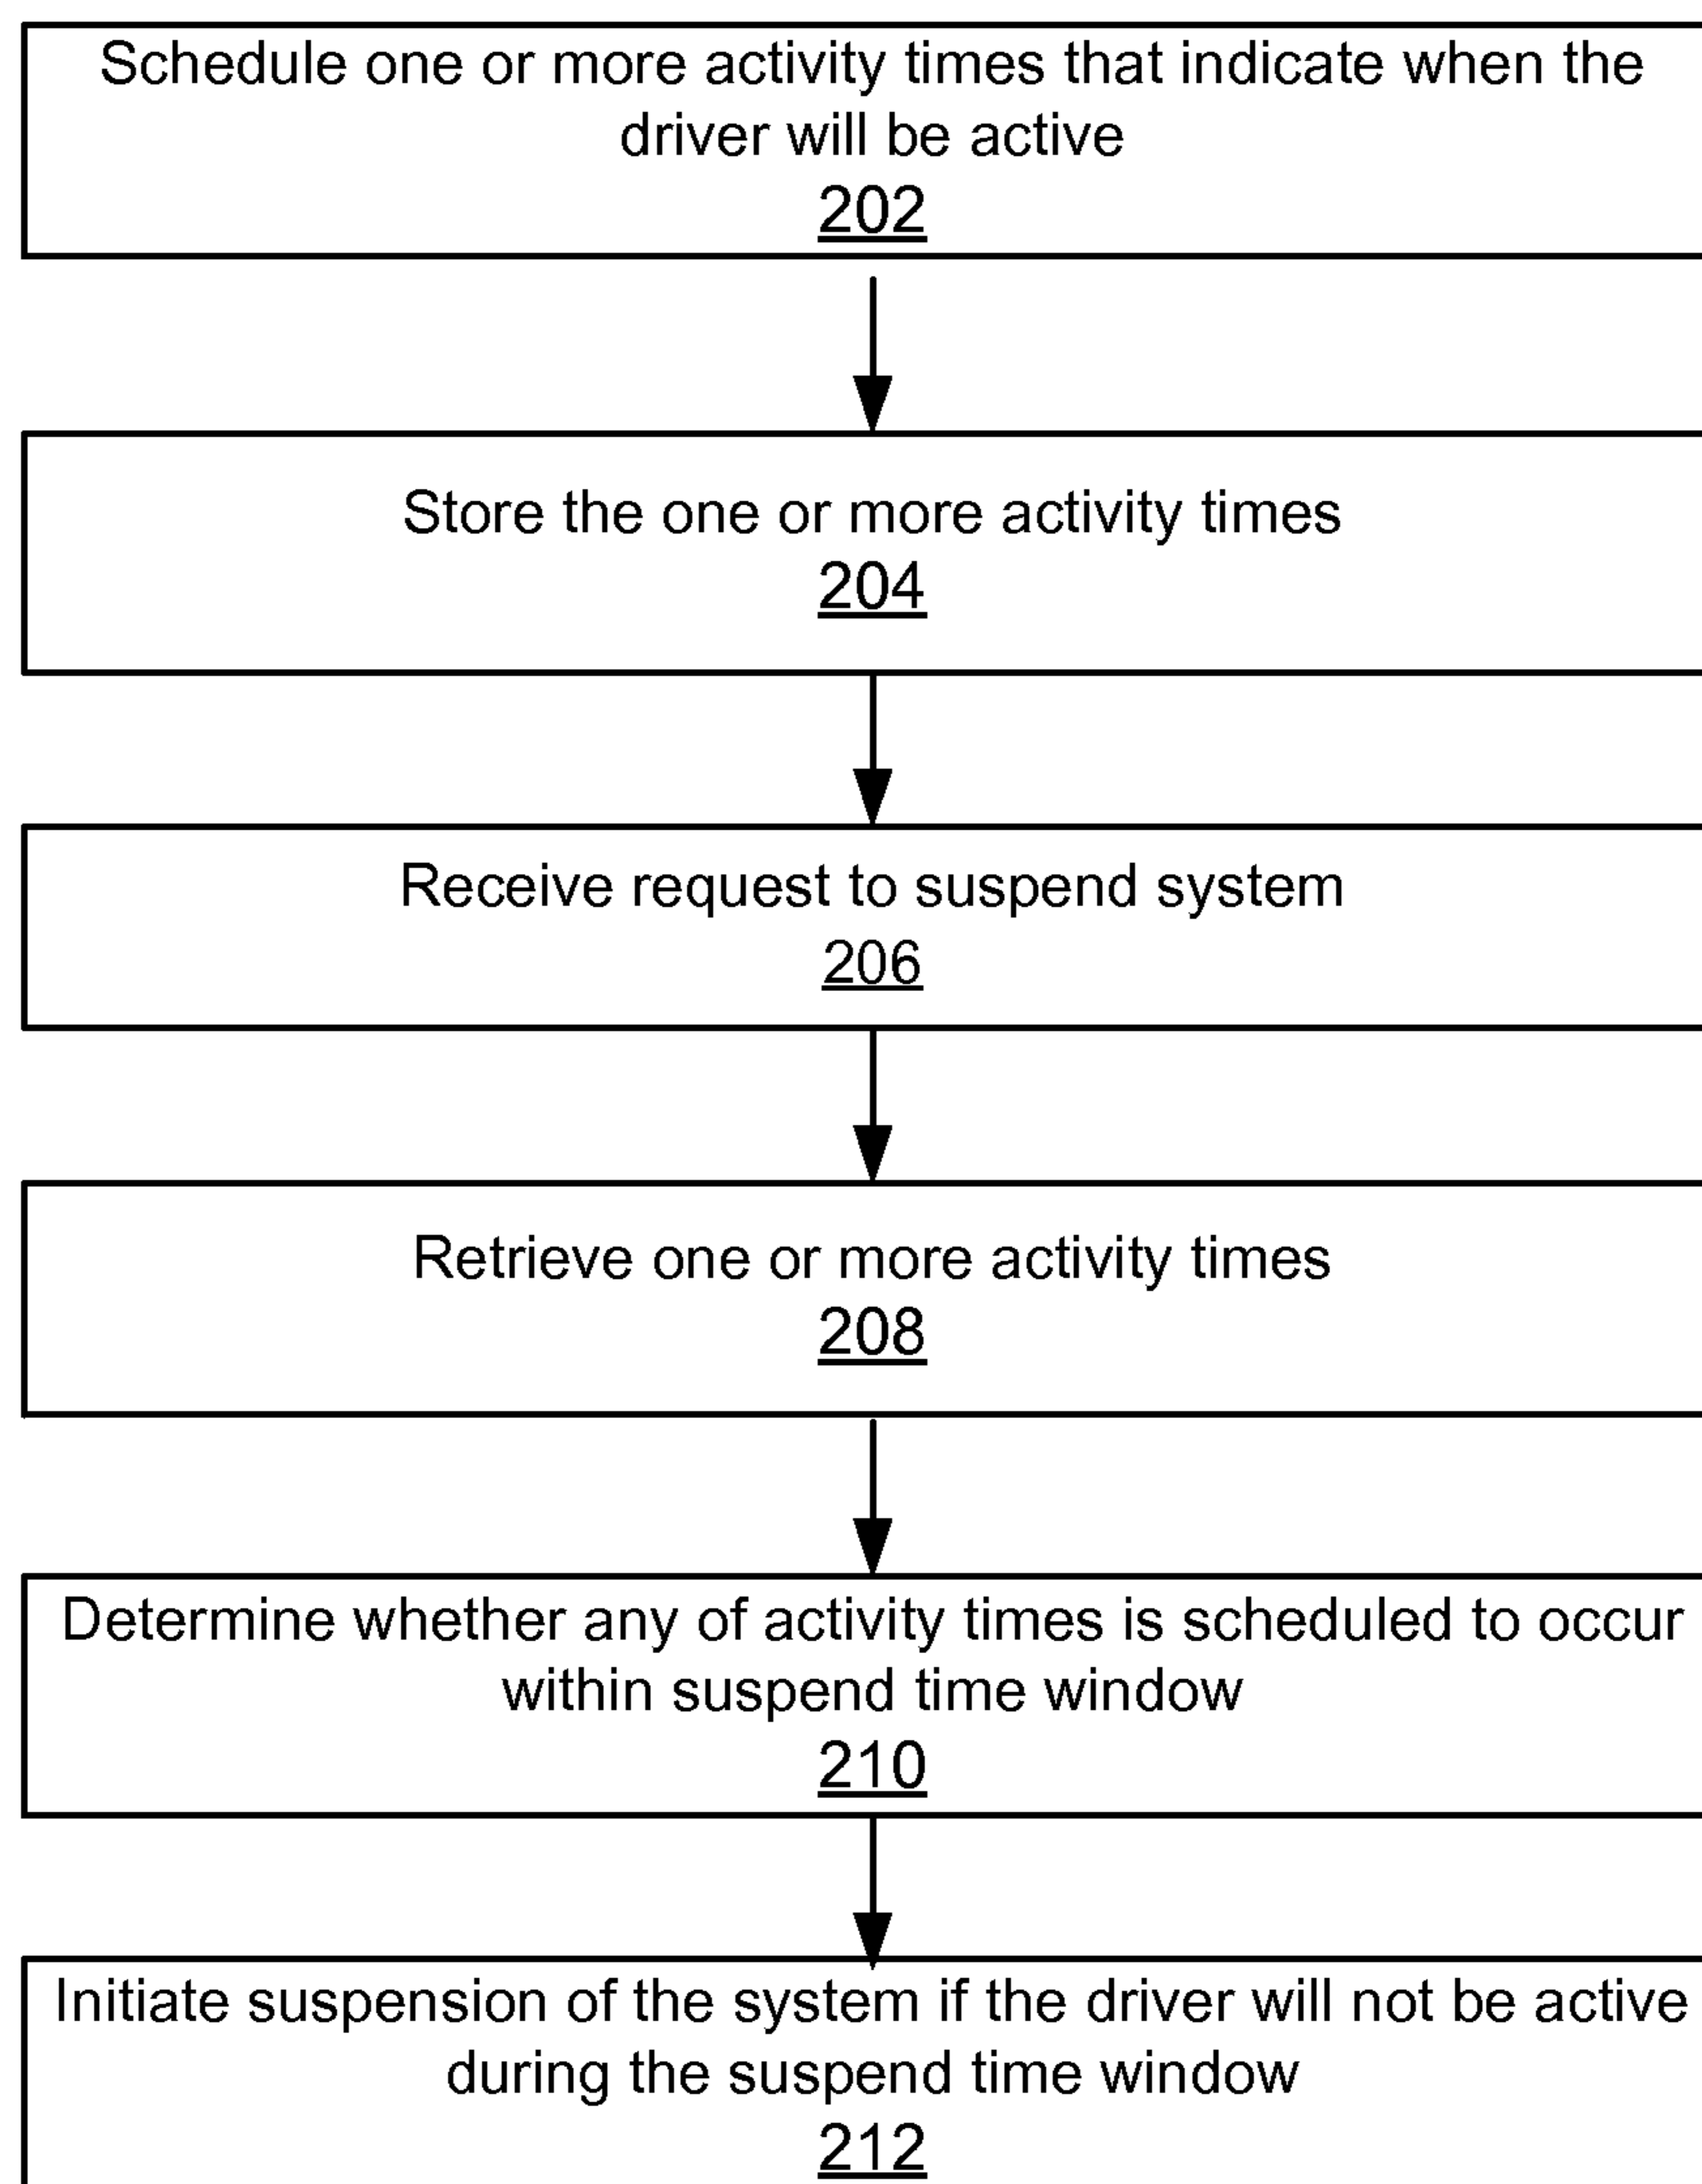 Schedule one or more activity times that indicate when the
driver will be active
202
Store the one or more activity times
204
Receive request to suspend system
206
Retrieve one or more activity times
208
Determine whether any of activity times is scheduled to occur
within suspend time window
210
Initiate suspension of the system if the driver will not be active
during the suspend time window
212